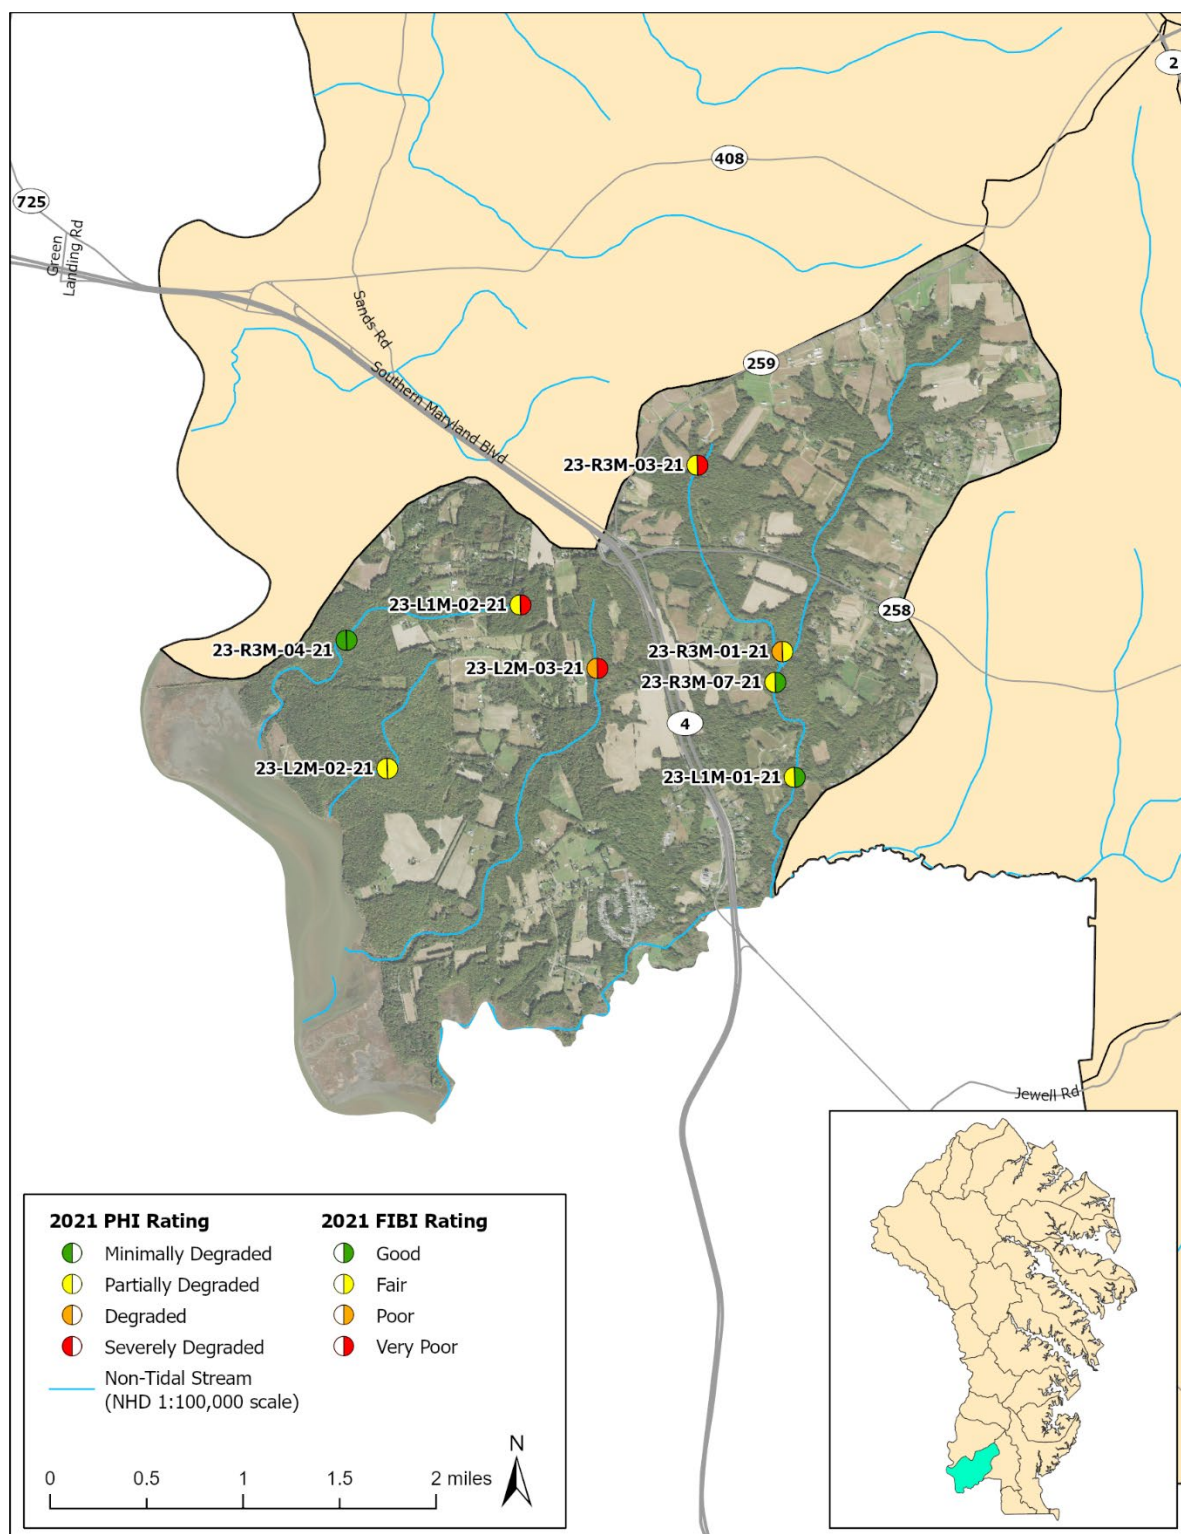 2
408
725
Green
Landing Rd
Sands Rd
Southern Maryland Blvd
259
23-R3M-03-21
23-L1M-02-21
258
23-R3M-04-21
23-R3M-01-21
23-L2M-03-21
23-R3M-07-21
4
23-L2M-02-21
23-L1M-01-21
Jewell Rd
2021 PHI Rating
Minimally Degraded
Partially Degraded
Degraded
Severely Degraded
2021 FIBI Rating
Good
Fair
Poor
Very Poor
Non-Tidal Stream
(NHD 1:100,000 scale)
N
0 0.5 1 1.5 2 miles